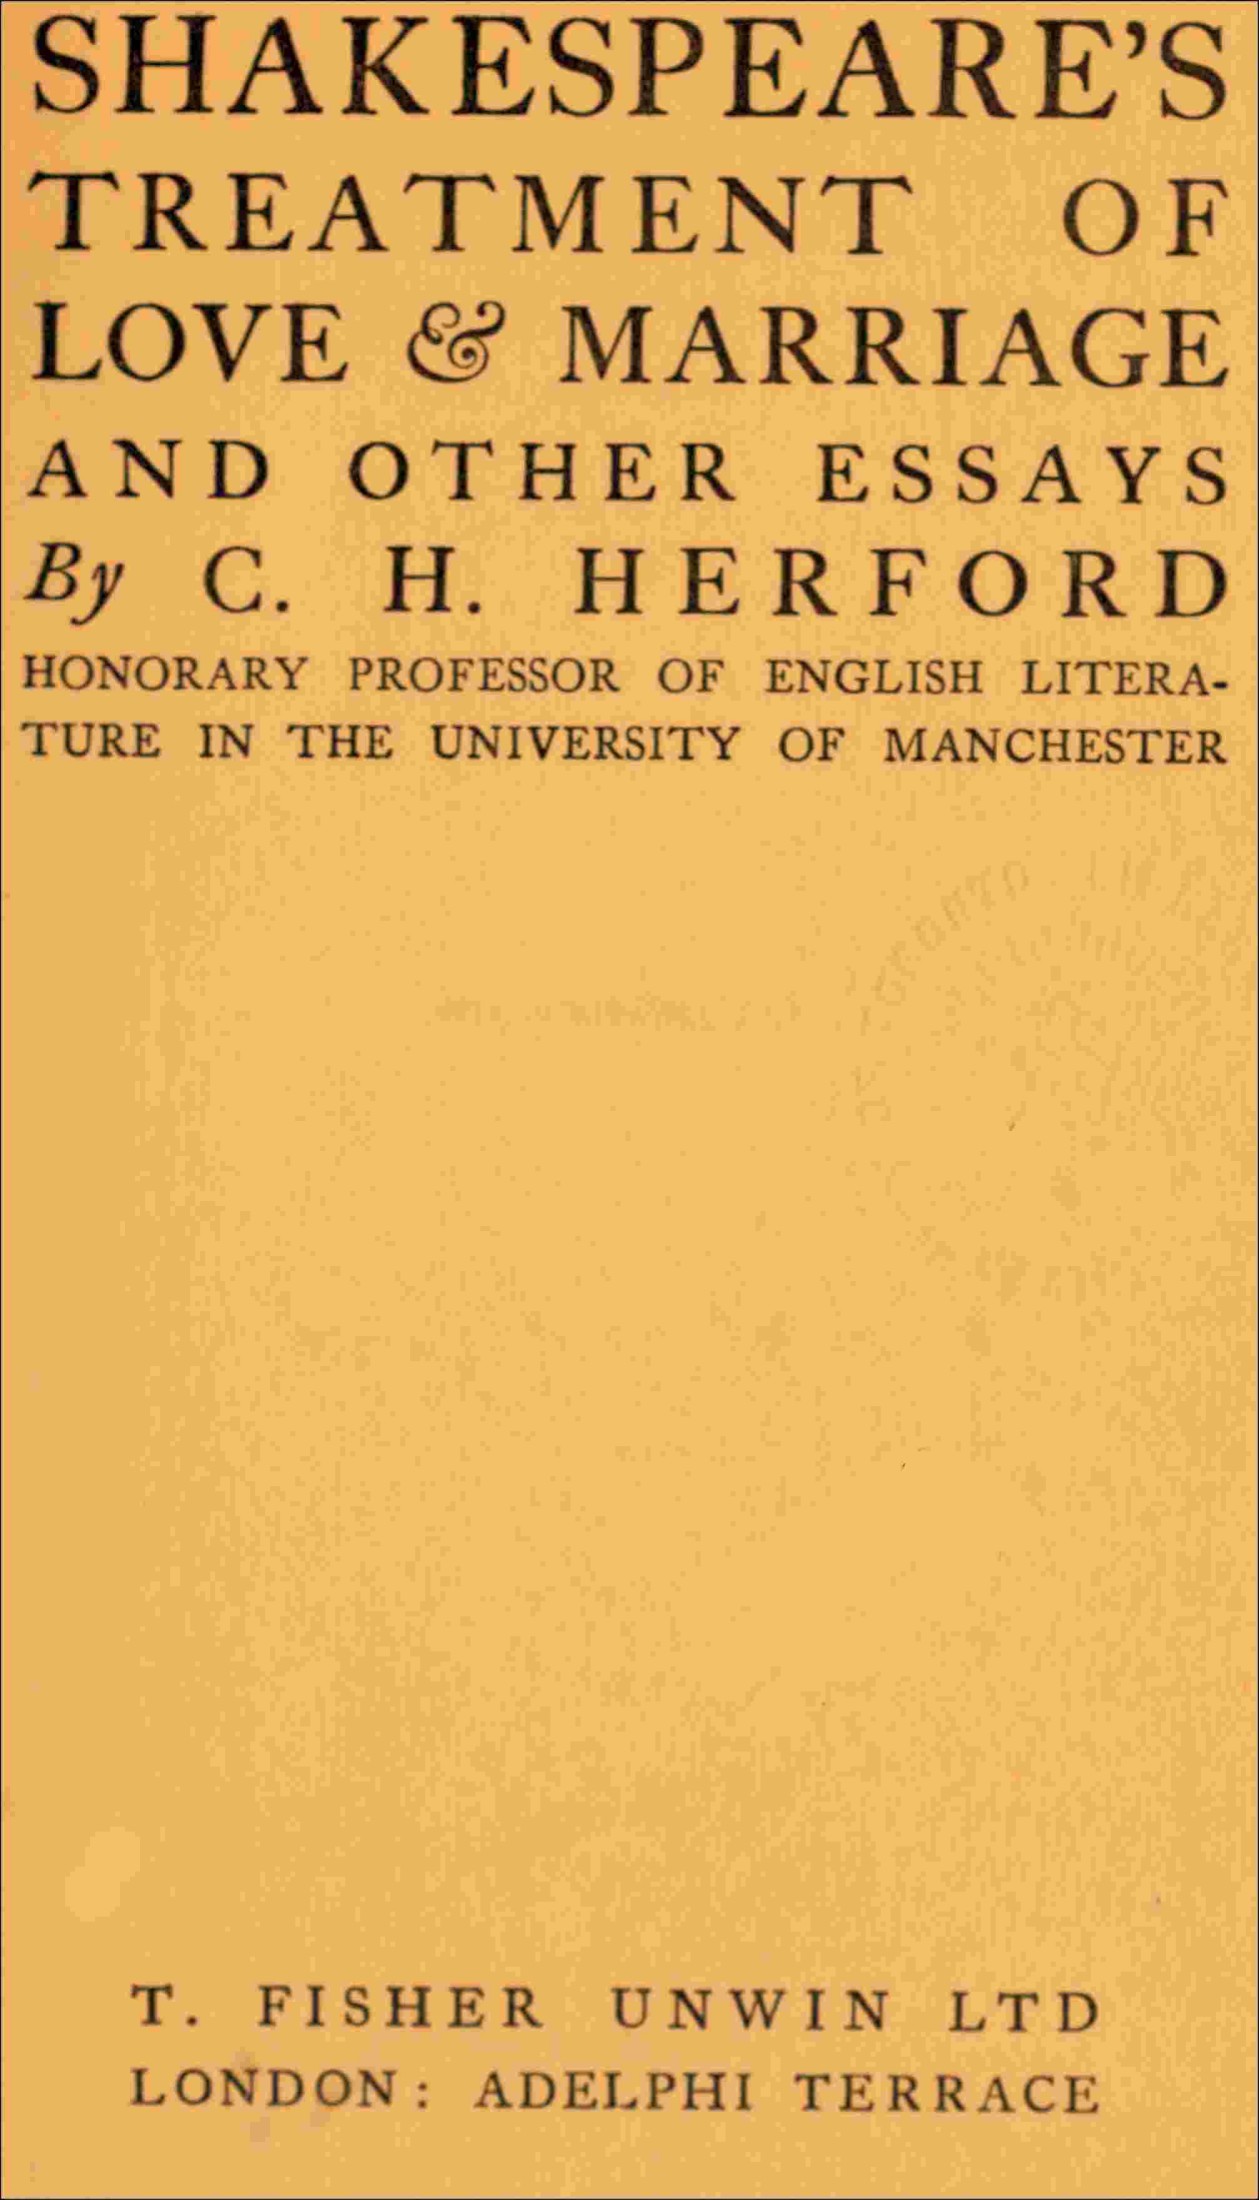 SHAKESPEARE'S
TREATMENT OF
LOVE & MARRIAGE
AND OTHER ESSAYS
By C. H. HERFORD
HONORARY PROFESSOR OF ENGLISH LITERA-
TURE IN THE UNIVERSITY OF MANCHESTER
T. FISHER UNWIN LTD
LONDON: ADELPHI TERRACE